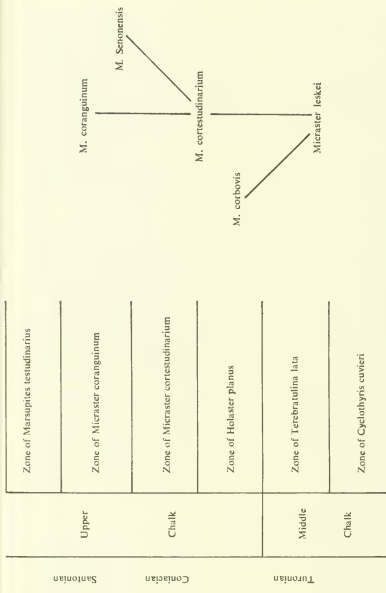 M. Senonensis
M. coranguinum
M. cortestudinarium
M. corbovis
Micraster leskei
Zone of Marsupites testudinarius
Zone of Micraster coranguinum
Zone of Micraster cortestudinarium
Zone of Holaster planus
Zone of Terebratulina lata
Zone of Cyclothyris cuvieri
Upper
Chalk
Middle
Chalk
Santonian
Coniacian
Turonian